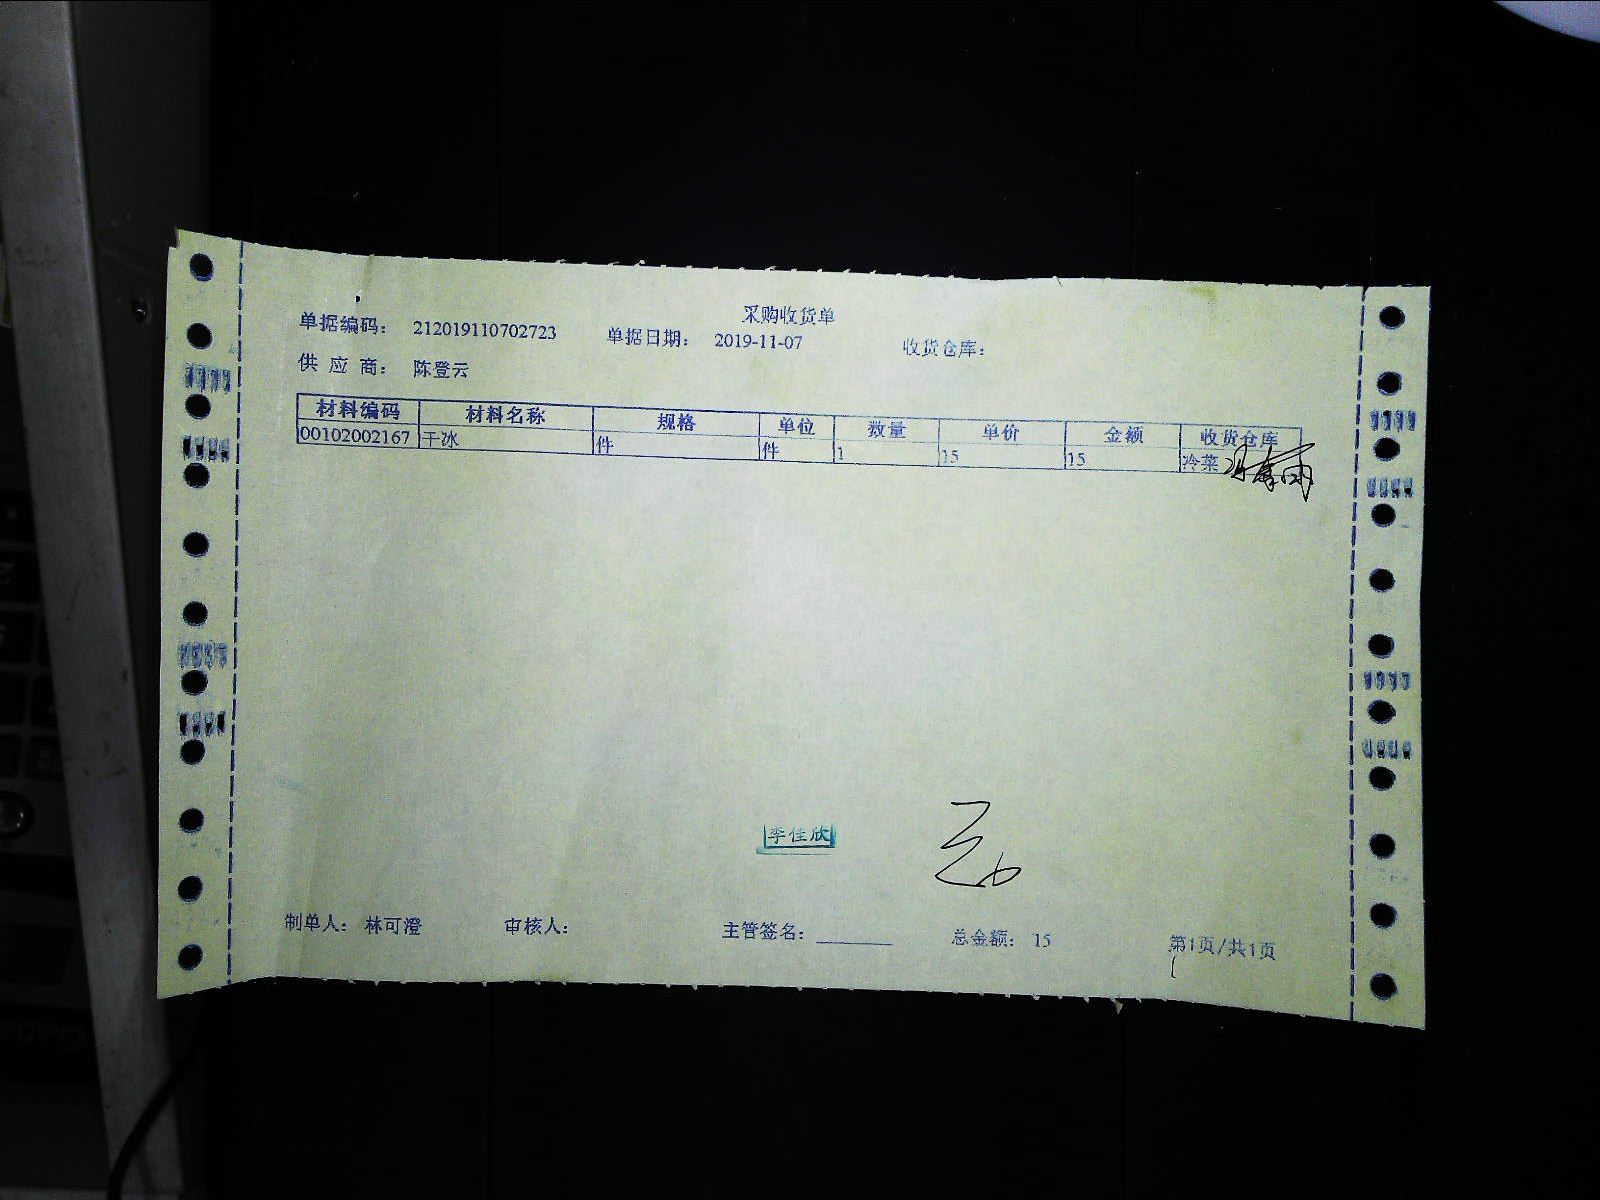 采购收货单
单据编码： 212019110702723 单据日期： 2019-11-07 收货仓库：
供 应 商： 陈登云
材料编码 材料名称 规格 单位 数量 单价 金额 收货仓库
00102002167 干冰 件 件 1 15 15 冷菜
李佳欣
制单人： 林可澄 审核人： 主管签名： 总金额： 15 第1页/共1页